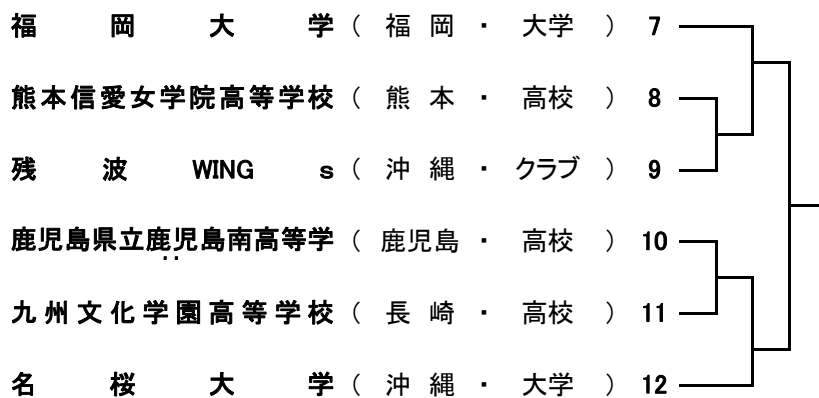 福岡大学 ( 福岡 ・ 大学 ) 7
熊本信愛女学院高等学校 ( 熊本 ・ 高校 ) 8
残波WINGs ( 沖縄 ・ クラブ ) 9
鹿児島県立鹿児島南高等学 ( 鹿児島 ・ 高校 ) 10
九州文化学園高等学校 ( 長崎 ・ 高校 ) 11
名桜大学 ( 沖縄 ・ 大学 ) 12